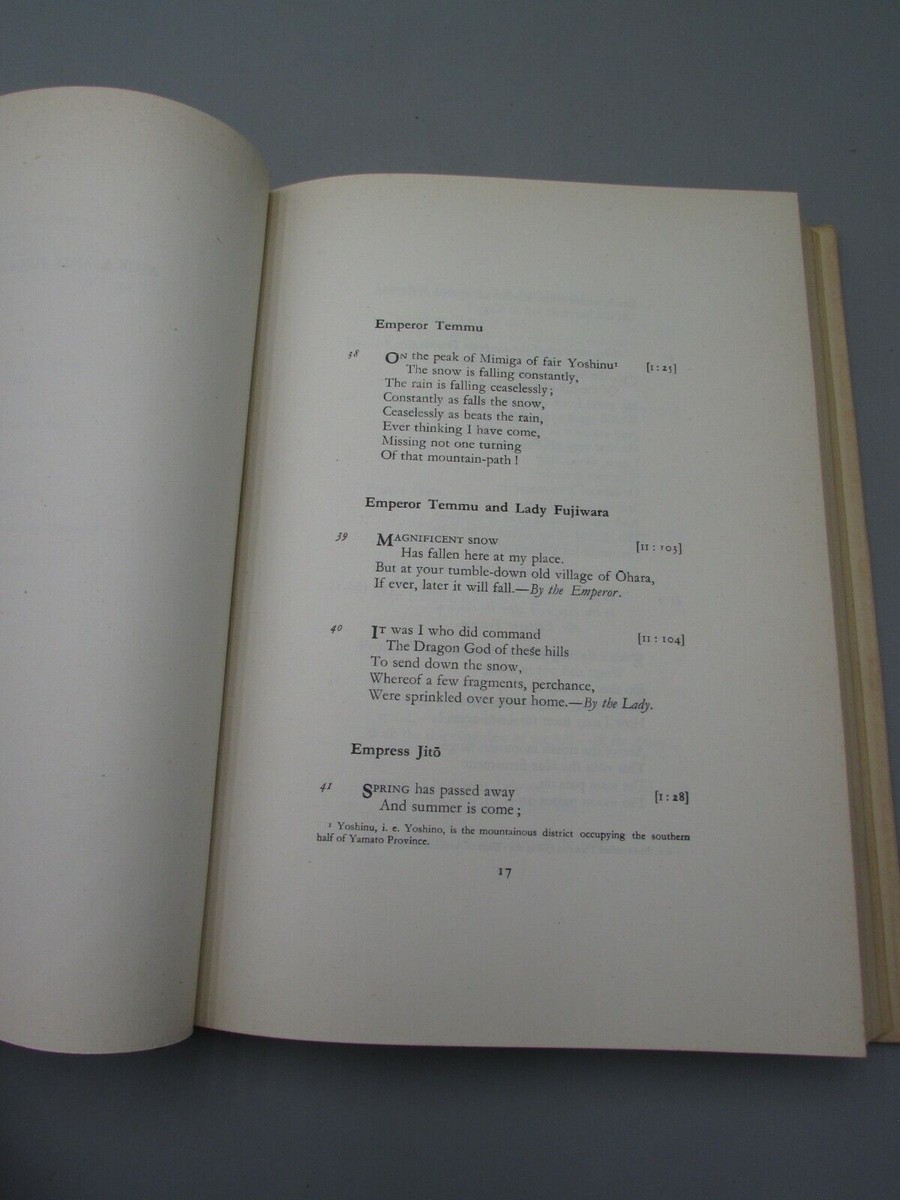 Emperor Temmu
38 ON the peak of Mimiga of fair Yoshinu¹ [I : 25]
The snow is falling constantly,
The rain is falling ceaselessly;
Constantly as falls the snow,
Ceaselessly as beats the rain,
Ever thinking I have come,
Missing not one turning
Of that mountain-path !
Emperor Temmu and Lady Fujiwara
39 MAGNIFICENT snow [II : 103]
Has fallen here at my place.
But at your tumble-down old village of Ōhara,
If ever, later it will fall.—By the Emperor.
40 IT was I who did command [II : 104]
The Dragon God of these hills
To send down the snow,
Whereof a few fragments, perchance,
Were sprinkled over your home.—By the Lady.
Empress Jitō
41 SPRING has passed away [I : 28]
And summer is come ;
¹ Yoshinu, i. e. Yoshino, is the mountainous district occupying the southern
half of Yamato Province.
17